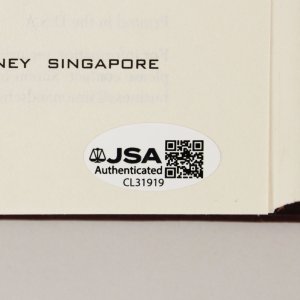 NEY SINGAPORE
JSA
Authenticated
CL31919